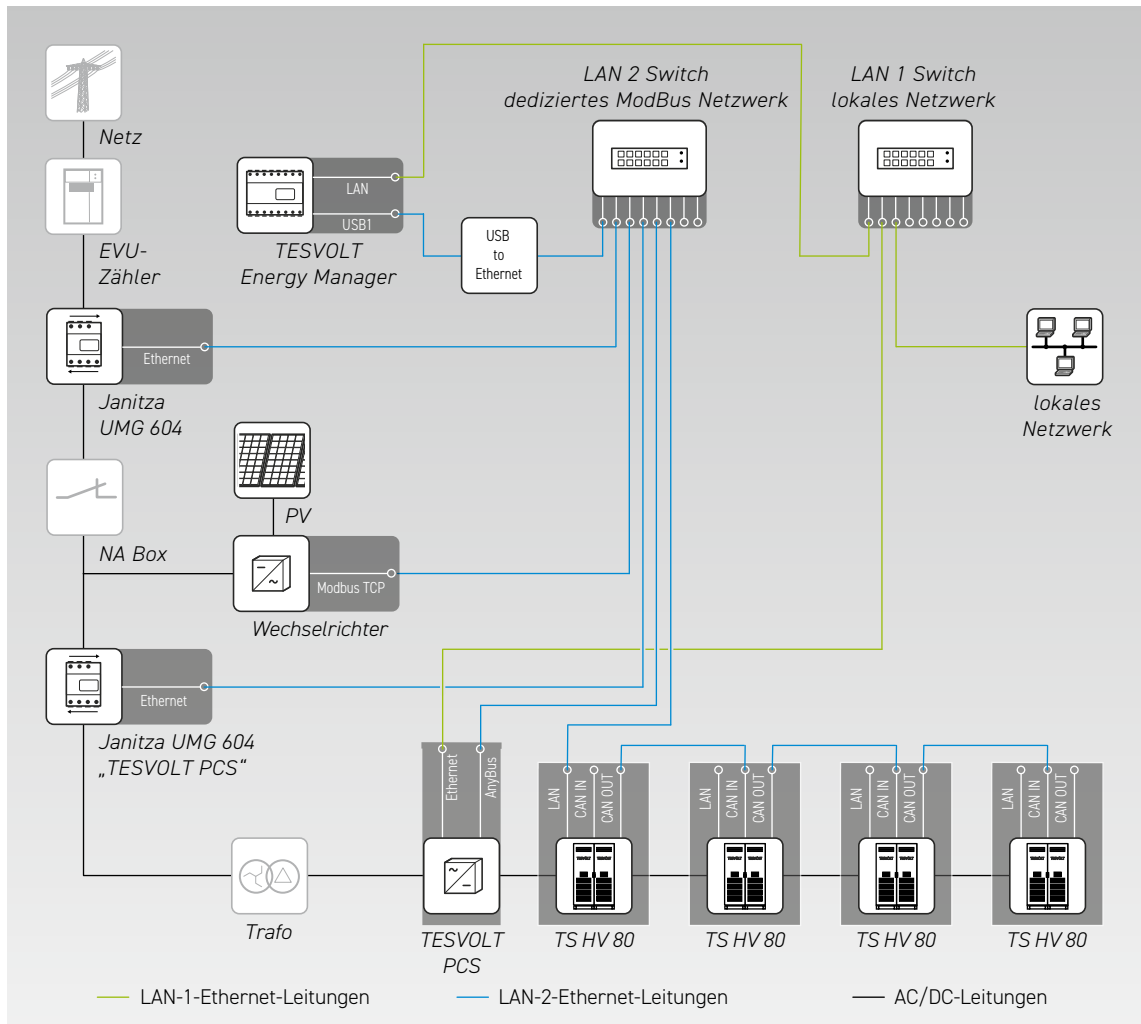 LAN 2 Switch
dediziertes ModBus Netzwerk
LAN 1 Switch
lokales Netzwerk
Netz
LAN
USB1
EVU-
Zähler
TESVOLT
Energy Manager
USB
to
Ethernet
Ethernet
Janitza
UMG 604
lokales
Netzwerk
PV
NA Box
Modbus TCP
Wechselrichter
Ethernet
Janitza UMG 604
„TESVOLT PCS“
Ethernet
AnyBus
LAN
CAN IN
CAN OUT
LAN
CAN IN
CAN OUT
LAN
CAN IN
CAN OUT
LAN
CAN IN
CAN OUT
Trafo
TESVOLT
PCS
TS HV 80
TS HV 80
TS HV 80
TS HV 80
LAN-1-Ethernet-Leitungen
LAN-2-Ethernet-Leitungen
AC/DC-Leitungen